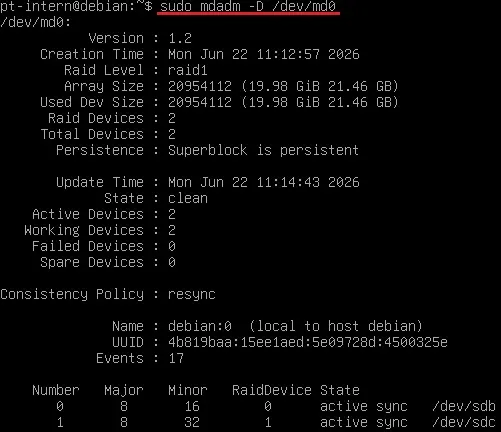 pt-intern@debian:~$ sudo mdadm -D /dev/md0
/dev/md0:
Version : 1.2
Creation Time : Mon Jun 22 11:12:57 2026
Raid Level : raid1
Array Size : 20954112 (19.98 GiB 21.46 GB)
Used Dev Size : 20954112 (19.98 GiB 21.46 GB)
Raid Devices : 2
Total Devices : 2
Persistence : Superblock is persistent
Update Time : Mon Jun 22 11:14:43 2026
State : clean
Active Devices : 2
Working Devices : 2
Failed Devices : 0
Spare Devices : 0
Consistency Policy : resync
Name : debian:0 (local to host debian)
UUID : 4b819baa:15ee1aed:5e09728d:4500325e
Events : 17
Number Major Minor RaidDevice State
0 8 16 0 active sync /dev/sdb
1 8 32 1 active sync /dev/sdc